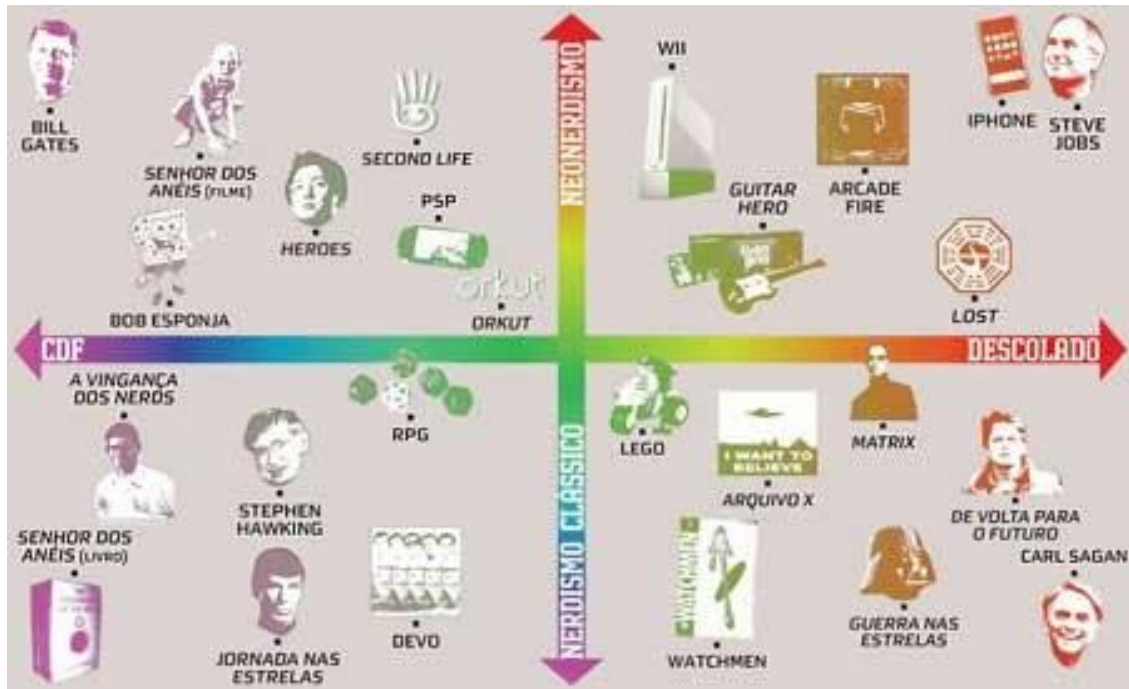 BILL
GATES
SENHOR DOS
ANÉIS (FILME)
SECOND LIFE
HEROES
PSP
orkut
ORKUT
BOB ESPONJA
NEONERDISMO
WII
GUITAR
HERO
ARCADE
FIRE
IPHONE
STEVE
JOBS
LOST
CDF
DESCOLADO
A VINGANÇA
DOS NERDS
RPG
STEPHEN
HAWKING
SENHOR DOS
ANÉIS (LIVRO)
JORNADA NAS
ESTRELAS
DEVO
NERDISMO CLÁSSICO
LEGO
I WANT TO
BELIEVE
ARQUIVO X
MATRIX
DE VOLTA PARA
O FUTURO
WATCHMEN
WATCHMEN
GUERRA NAS
ESTRELAS
CARL SAGAN